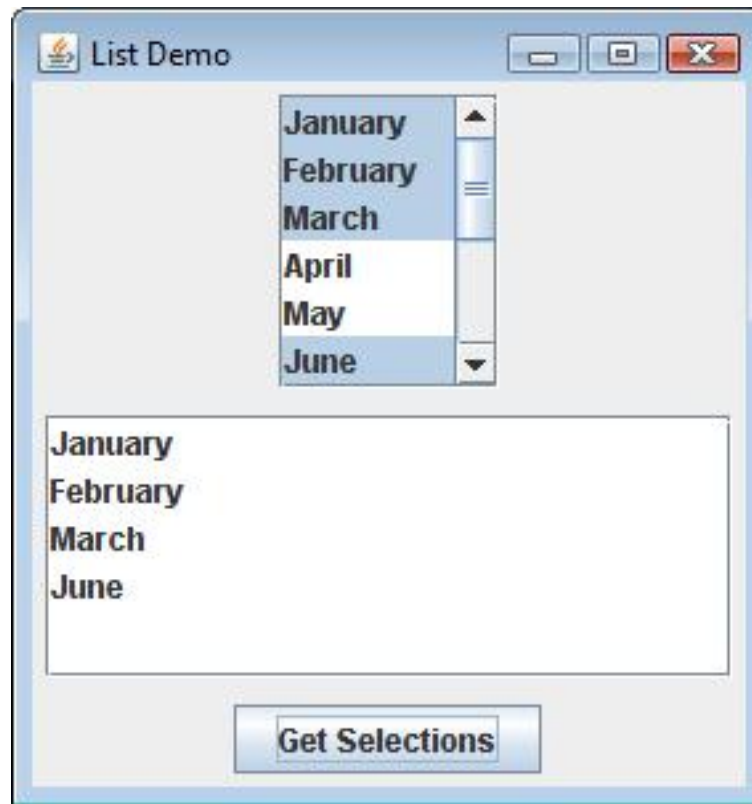 List Demo
January
February
March
April
May
June
January
February
March
June
Get Selections